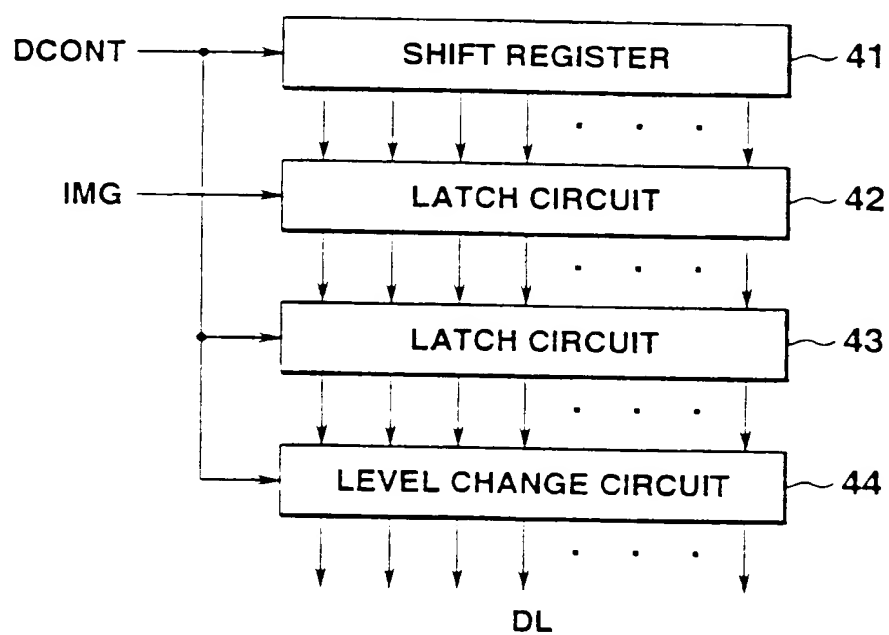 DCONT SHIFT REGISTER 41
IMG LATCH CIRCUIT 42
LATCH CIRCUIT 43
LEVEL CHANGE CIRCUIT 44
DL